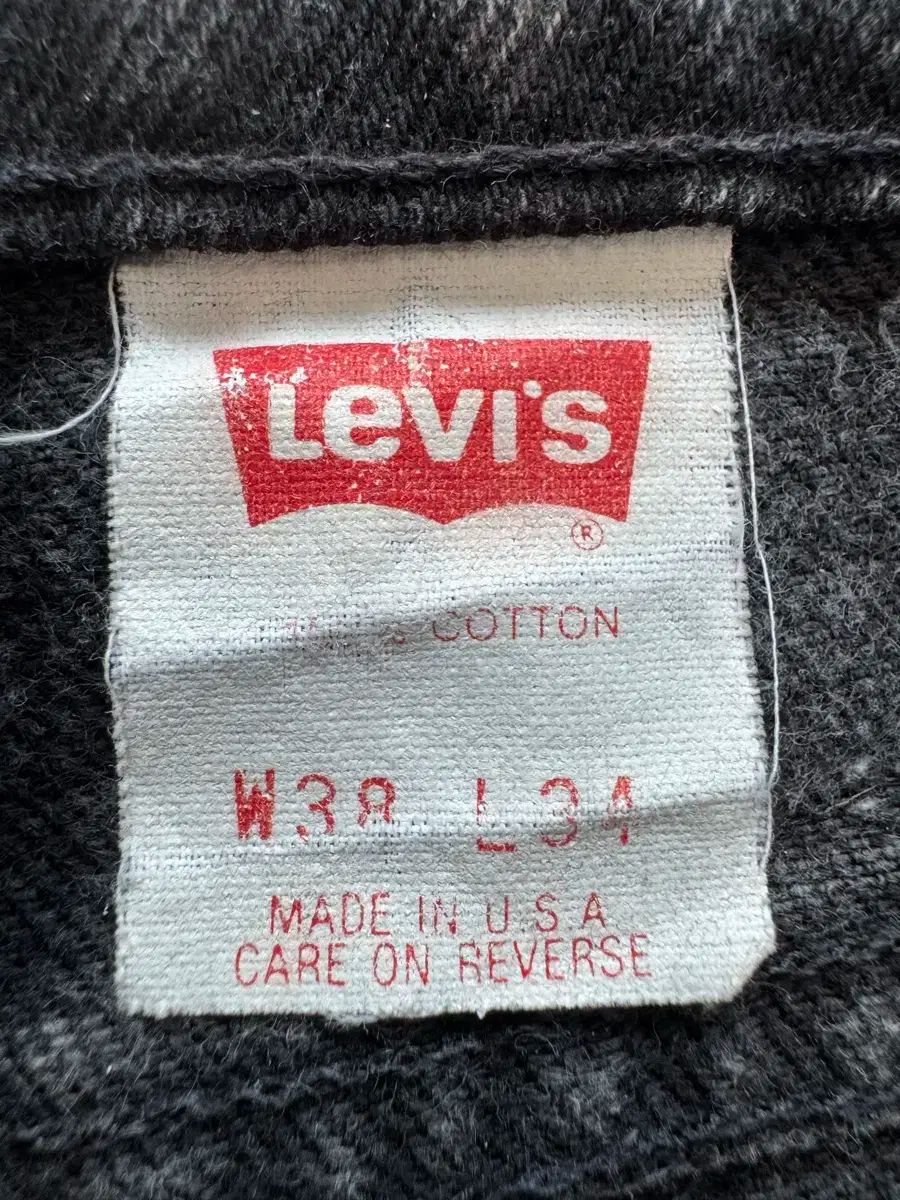 Levi's
®
COTTON
W38 L34
MADE IN U.S.A
CARE ON REVERSE